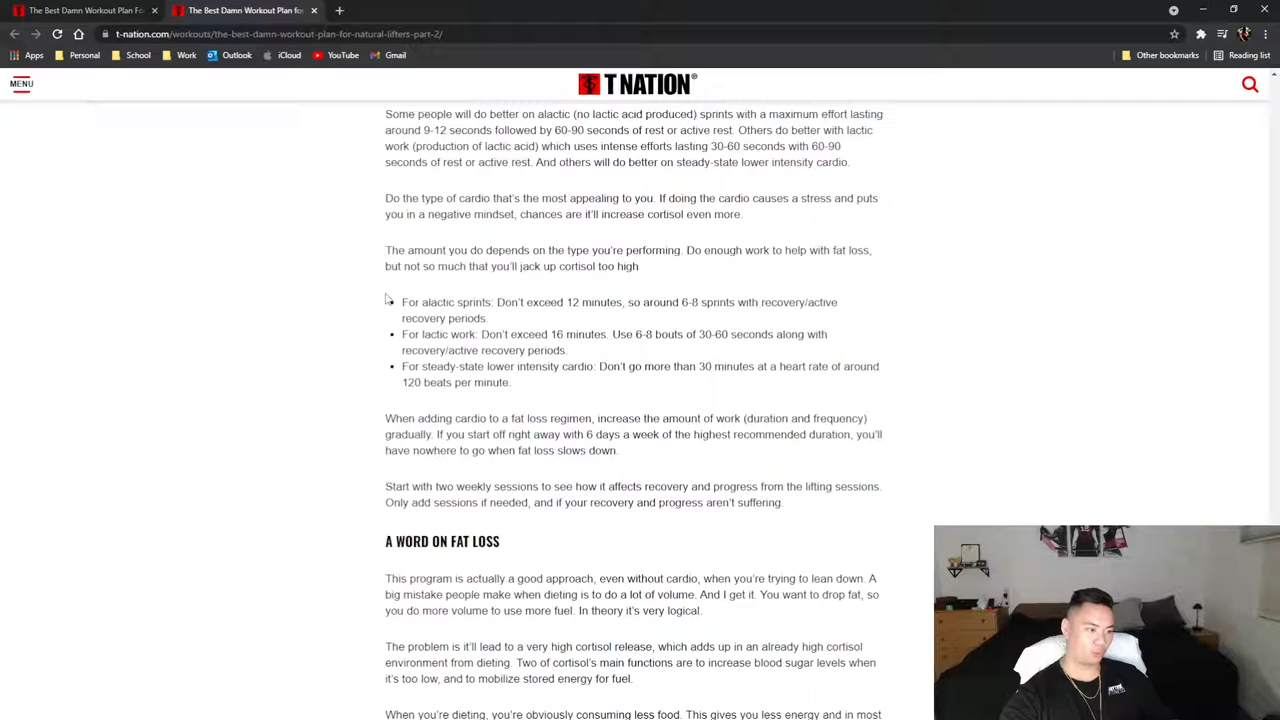 The Best Damn Workout Plan Fo
The Best Damn Workout Plan for
t-nation.com/workouts/the-best-damn-workout-plan-for-natural-lifters-part-2/
Apps
Personal
School
Work
Outlook
iCloud
YouTube
Gmail
Other bookmarks
Reading list
MENU
T NATION®
Some people will do better on alactic (no lactic acid produced) sprints with a maximum effort lasting
around 9-12 seconds followed by 60-90 seconds of rest or active rest. Others do better with lactic
work (production of lactic acid) which uses intense efforts lasting 30-60 seconds with 60-90
seconds of rest or active rest. And others will do better on steady-state lower intensity cardio.
Do the type of cardio that's the most appealing to you. If doing the cardio causes a stress and puts
you in a negative mindset, chances are it'll increase cortisol even more.
The amount you do depends on the type you're performing. Do enough work to help with fat loss,
but not so much that you'll jack up cortisol too high
• For alactic sprints: Don't exceed 12 minutes, so around 6-8 sprints with recovery/active
recovery periods.
• For lactic work: Don't exceed 16 minutes. Use 6-8 bouts of 30-60 seconds along with
recovery/active recovery periods.
• For steady-state lower intensity cardio: Don't go more than 30 minutes at a heart rate of around
120 beats per minute.
When adding cardio to a fat loss regimen, increase the amount of work (duration and frequency)
gradually. If you start off right away with 6 days a week of the highest recommended duration, you'll
have nowhere to go when fat loss slows down.
Start with two weekly sessions to see how it affects recovery and progress from the lifting sessions.
Only add sessions if needed, and if your recovery and progress aren't suffering.
A WORD ON FAT LOSS
This program is actually a good approach, even without cardio, when you're trying to lean down. A
big mistake people make when dieting is to do a lot of volume. And I get it. You want to drop fat, so
you do more volume to use more fuel. In theory it's very logical.
The problem is it'll lead to a very high cortisol release, which adds up in an already high cortisol
environment from dieting. Two of cortisol's main functions are to increase blood sugar levels when
it's too low, and to mobilize stored energy for fuel.
When you're dieting, you're obviously consuming less food. This gives you less energy and in most